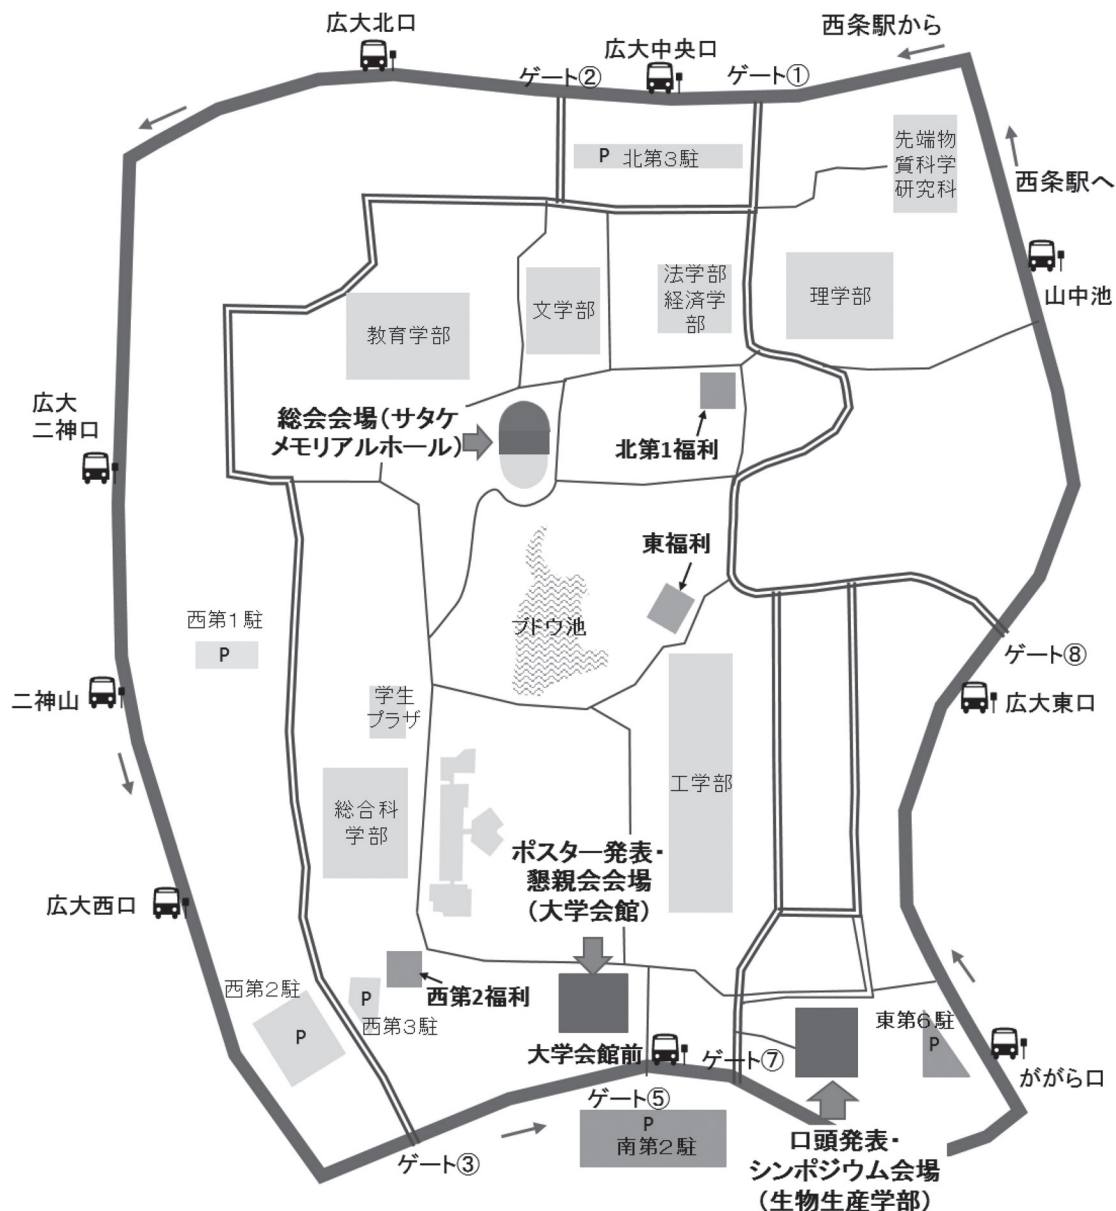 広大北口
西条駅から
広大中央口
ゲート②
ゲート①
P 北第3駐
先端物
質科学
研究科
西条駅へ
山中池
法学部
経済学
部
理学部
文学部
教育学部
広大
二神口
総会会場(サタケ
メモリアルホール)
北第1福利
東福利
ブドウ池
西第1駐
P
ゲート⑧
広大東口
二神山
学生
プラザ
工学部
総合科
学部
ポスター発表・
懇親会会場
(大学会館)
広大西口
西第2福利
西第2駐
P
P
西第3駐
東第6駐
P
大学会館前
ゲート⑦
ががら口
ゲート⑤
P
南第2駐
ゲート③
口頭発表・
シンポジウム会場
(生物生産学部)